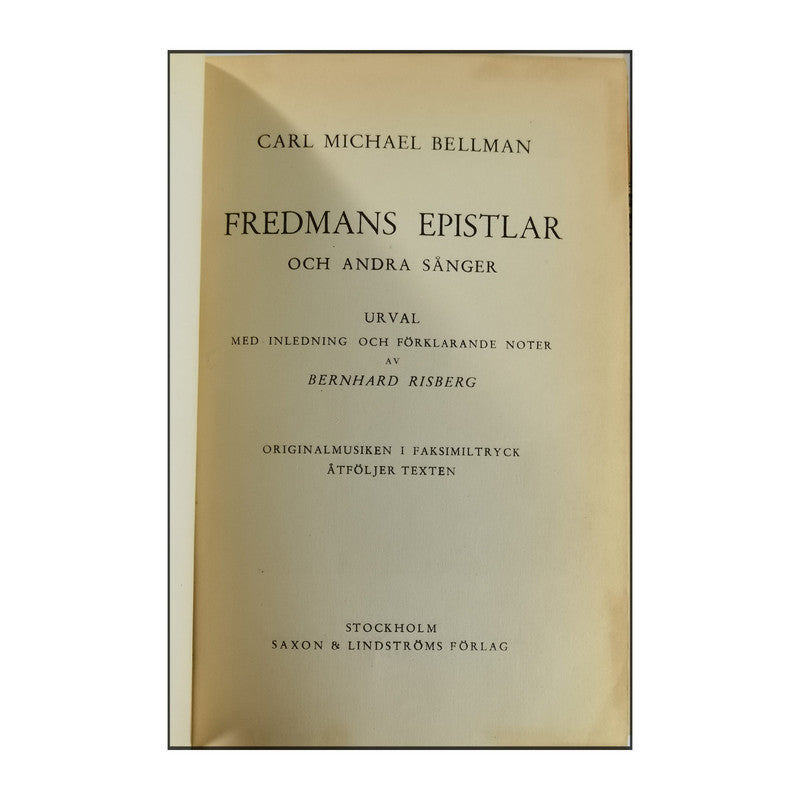 CARL MICHAEL BELLMAN
FREDMANS EPISTLAR
OCH ANDRA SÅNGER
URVAL
MED INLEDNING OCH FÖRKLARANDE NOTER
AV
BERNHARD RISBERG
ORIGINALMUSIKEN I FAKSIMILTRYCK
ÅTFÖLJER TEXTEN
STOCKHOLM
SAXON & LINDSTRÖMS FÖRLAG